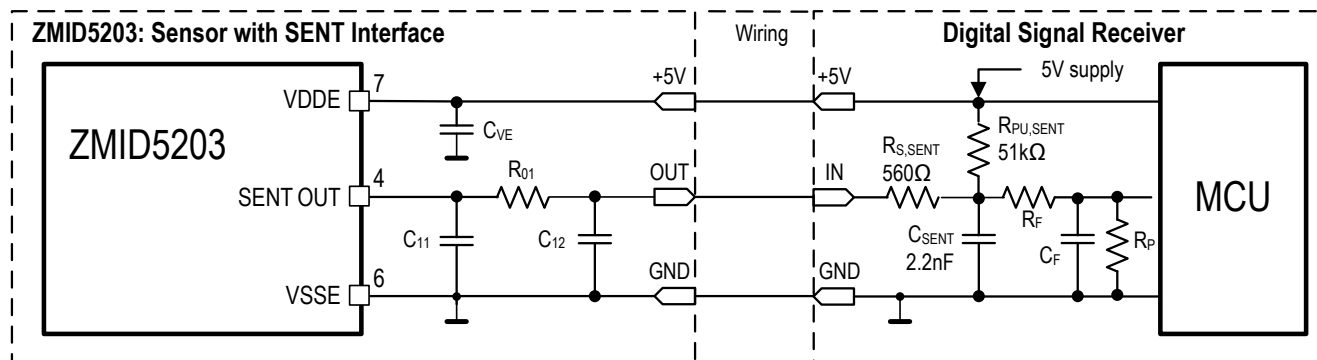 ZMID5203: Sensor with SENT Interface
Wiring
Digital Signal Receiver
7
+5V
+5V
5V supply
VDDE
CVE
RPU,SENT
51kΩ
ZMID5203
RS,SENT
560Ω
R01
OUT
IN
4
SENT OUT
MCU
RF
C11
C12
CSENT
2.2nF
CF
RP
6
GND
GND
VSSE